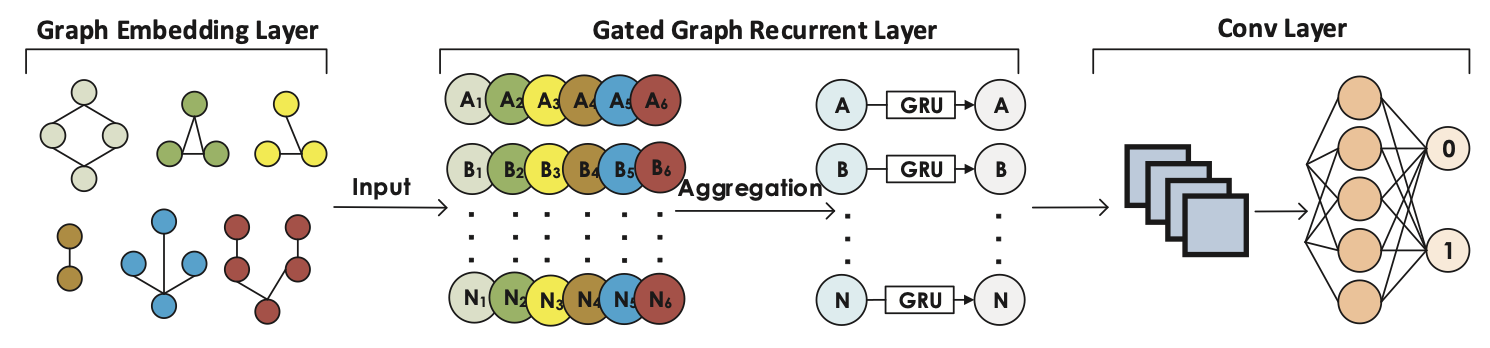 Graph Embedding Layer
Gated Graph Recurrent Layer
Conv Layer
A1 A2 A3 A4 A5 A6
A GRU A
B1 B2 B3 B4 B5 B6
B GRU B
Input
Aggregation
N1 N2 N3 N4 N5 N6
N GRU N
0
1